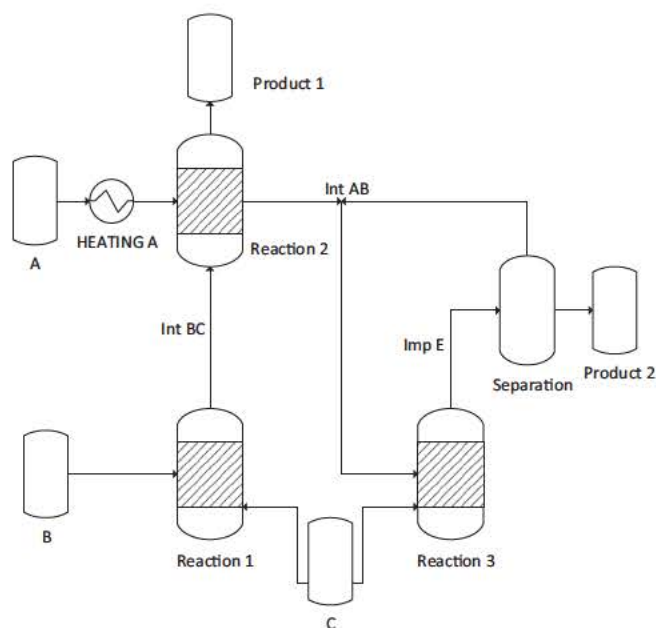 Product 1
Int AB
A
HEATING A
Reaction 2
Int BC
Imp E
Separation
Product 2
B
Reaction 1
Reaction 3
C